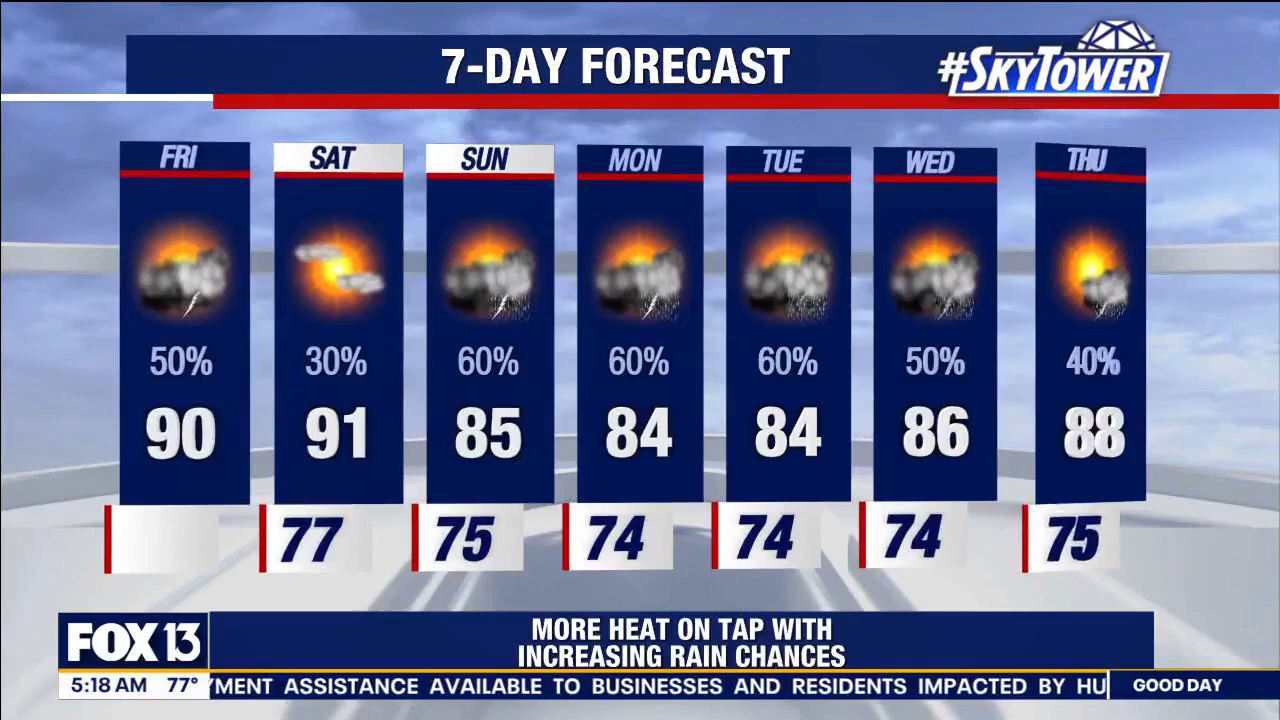 7-DAY FORECAST
#SKYTOWER
FRI SAT SUN MON TUE WED THU
50% 30% 60% 60% 60% 50% 40%
90 91 85 84 84 86 88
77 75 74 74 74 75
FOX 13
MORE HEAT ON TAP WITH
INCREASING RAIN CHANCES
5:18 AM 77° YMENT ASSISTANCE AVAILABLE TO BUSINESSES AND RESIDENTS IMPACTED BY HU GOOD DAY